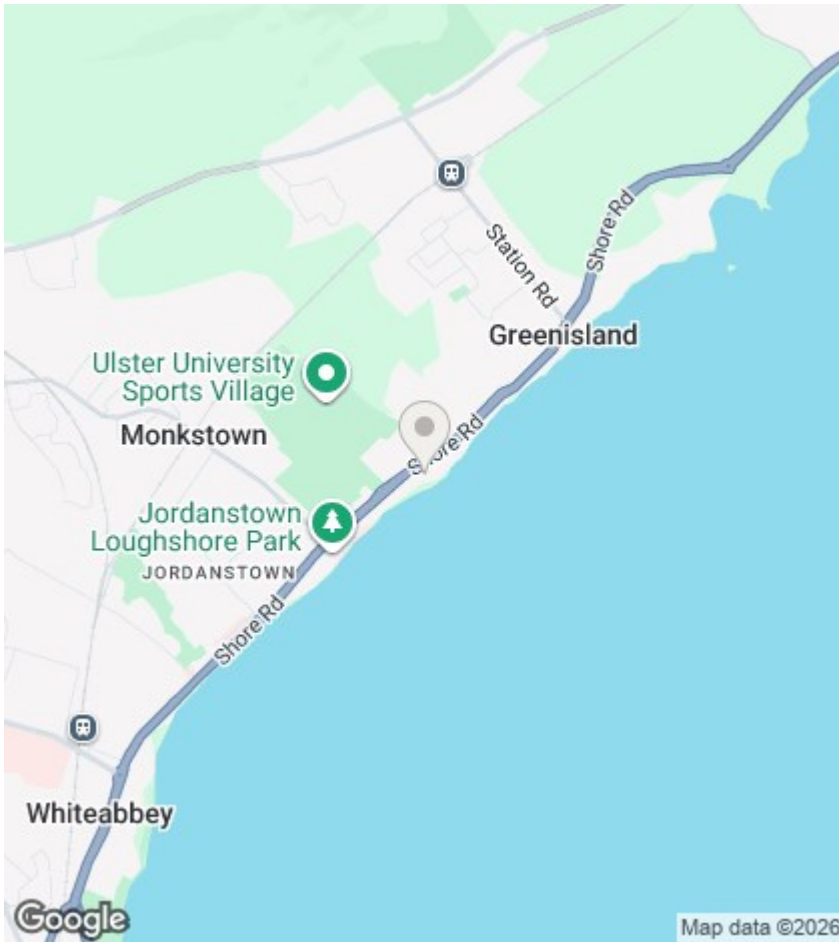 Shore Rd
Station Rd
Greenisland
Ulster University
Sports Village
Monkstown
Shore Rd
Jordanstown
Loughshore Park
JORDANSTOWN
Shore Rd
Whiteabbey
Google
Map data ©2026